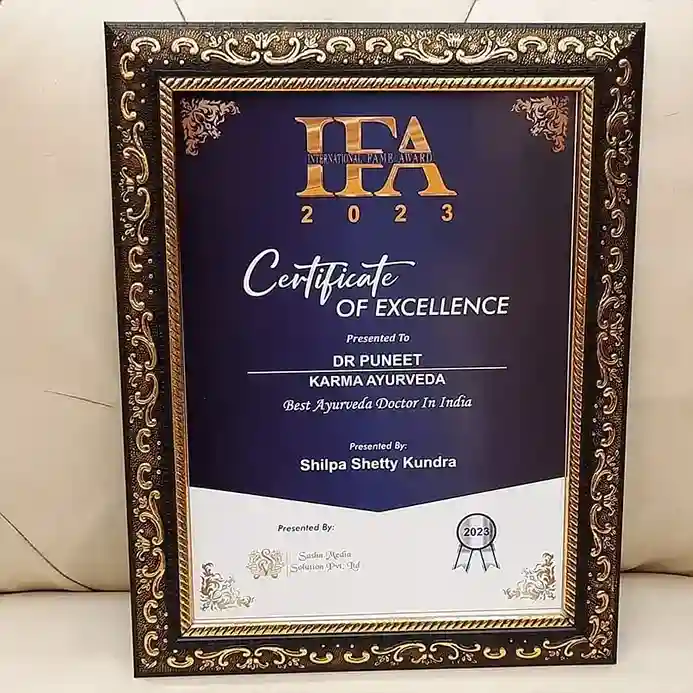 IFA
INTERNATIONAL FAME AWARD
2023
Certificate
OF EXCELLENCE
Presented To
DR PUNEET
KARMA AYURVEDA
Best Ayurveda Doctor In India
Presented By:
Shilpa Shetty Kundra
Presented By:
2023
Sashn Media
Solution Pvt. Ltd